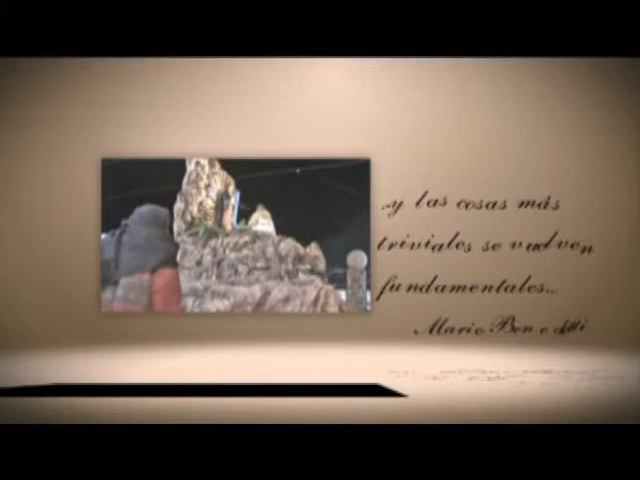 ..y las cosas más
triviales se vuelven
fundamentales...
Mario Benedetti